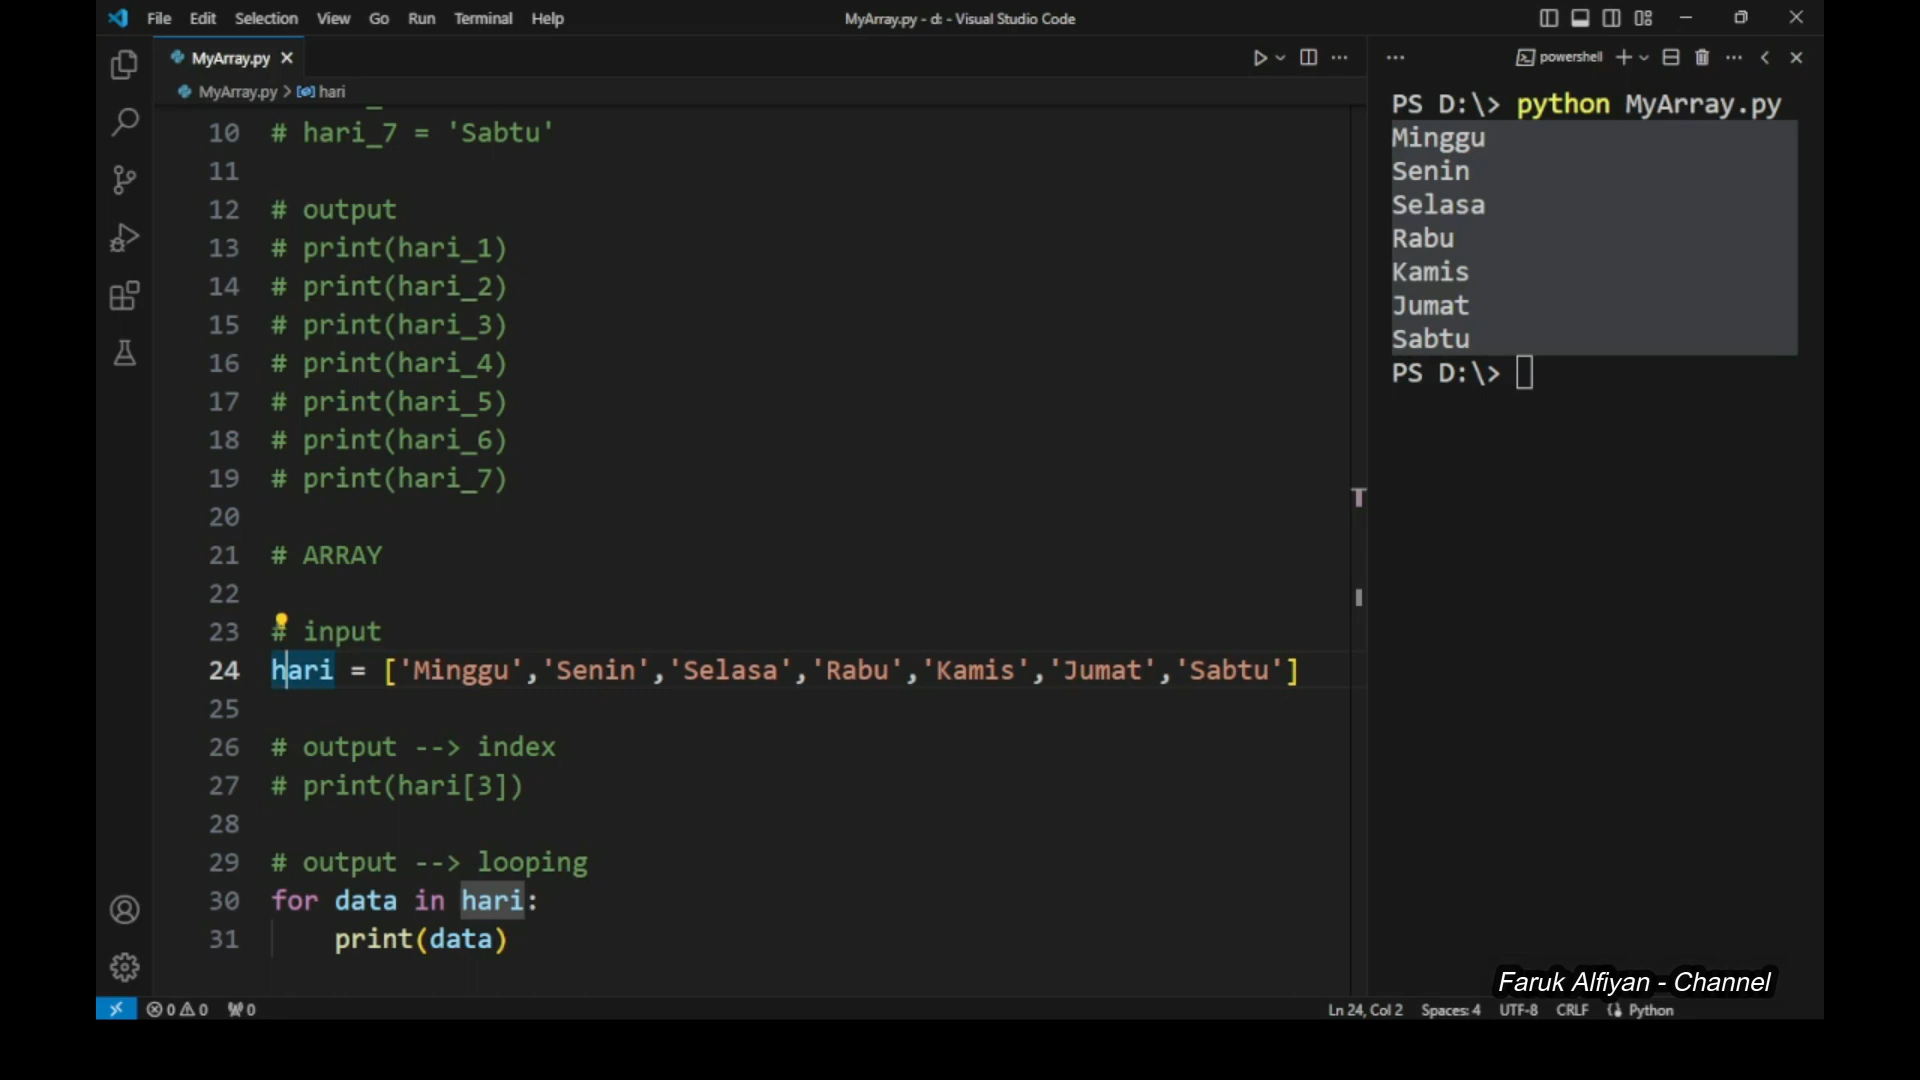 File Edit Selection View Go Run Terminal Help
MyArray.py - d: - Visual Studio Code
MyArray.py
MyArray.py > hari
10 # hari_7 = 'Sabtu'
11
12 # output
13 # print(hari_1)
14 # print(hari_2)
15 # print(hari_3)
16 # print(hari_4)
17 # print(hari_5)
18 # print(hari_6)
19 # print(hari_7)
20
21 # ARRAY
22
23 # input
24 hari = ['Minggu','Senin','Selasa','Rabu','Kamis','Jumat','Sabtu']
25
26 # output --> index
27 # print(hari[3])
28
29 # output --> looping
30 for data in hari:
31 print(data)
powershell
PS D:\> python MyArray.py
Minggu
Senin
Selasa
Rabu
Kamis
Jumat
Sabtu
PS D:\>
Faruk Alfiyan - Channel
0 0 0
Ln 24, Col 2 Spaces: 4 UTF-8 CRLF Python